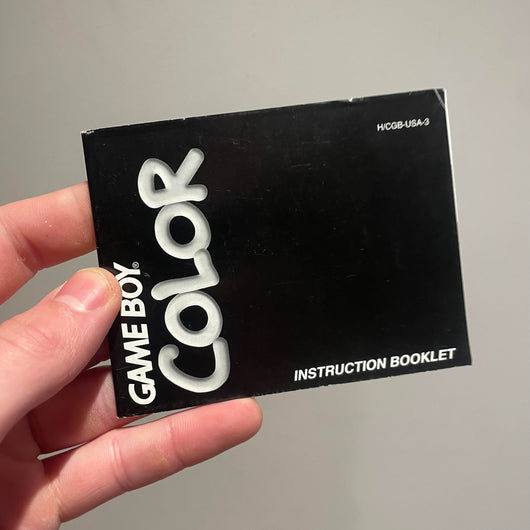 H/CGB-USA-3
GAME BOY®
COLOR
INSTRUCTION BOOKLET